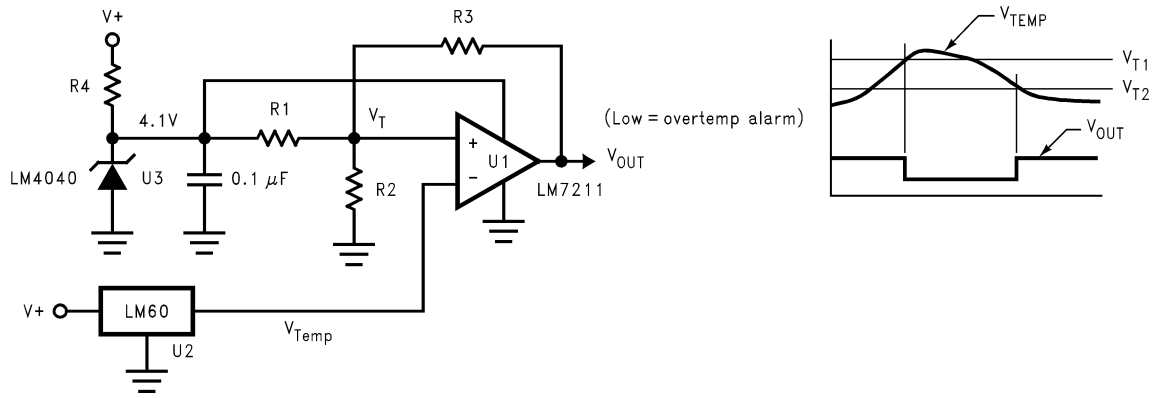 V+
R3
R4
4.1V
R1
V_T
+
U1
−
(Low = overtemp alarm)
V_OUT
LM7211
LM4040
U3
0.1 μF
R2
V+
LM60
U2
V_Temp
V_TEMP
V_T1
V_T2
V_OUT